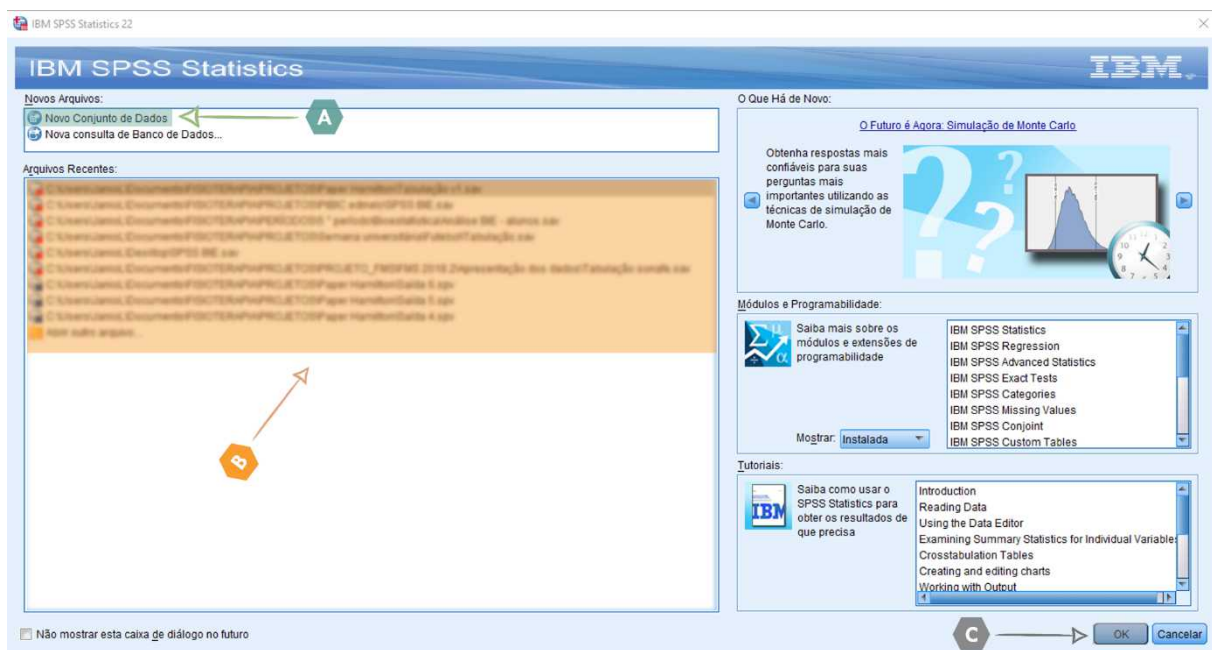 IBM SPSS Statistics 22
IBM SPSS Statistics
IBM
Novos Arquivos:
Novo Conjunto de Dados
A
Nova consulta de Banco de Dados...
Arquivos Recentes:
B
Não mostrar esta caixa de diálogo no futuro
O Que Há de Novo:
O Futuro é Agora: Simulação de Monte Carlo
Obtenha respostas mais
confiáveis para suas
perguntas mais
importantes utilizando as
técnicas de simulação de
Monte Carlo.
Módulos e Programabilidade:
Saiba mais sobre os
módulos e extensões de
programabilidade
Mostrar: Instalada
IBM SPSS Statistics
IBM SPSS Regression
IBM SPSS Advanced Statistics
IBM SPSS Exact Tests
IBM SPSS Categories
IBM SPSS Missing Values
IBM SPSS Conjoint
IBM SPSS Custom Tables
Tutoriais:
IBM
Saiba como usar o
SPSS Statistics para
obter os resultados de
que precisa
Introduction
Reading Data
Using the Data Editor
Examining Summary Statistics for Individual Variable
Crosstabulation Tables
Creating and editing charts
Working with Output
C
OK
Cancelar